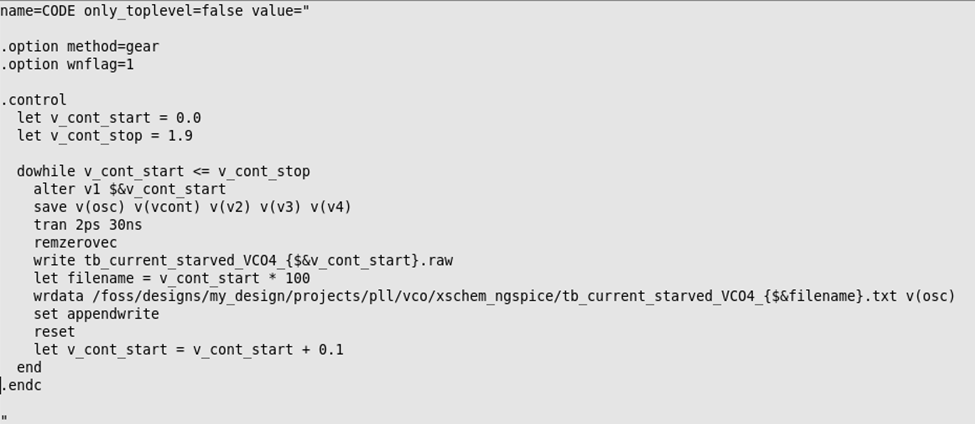 name=CODE only_toplevel=false value="
.option method=gear
.option wnflag=1
.control
let v_cont_start = 0.0
let v_cont_stop = 1.9
dowhile v_cont_start <= v_cont_stop
alter v1 $&v_cont_start
save v(osc) v(vcont) v(v2) v(v3) v(v4)
tran 2ps 30ns
remzerovec
write tb_current_starved_VCO4_{$&v_cont_start}.raw
let filename = v_cont_start * 100
wrdata /foss/designs/my_design/projects/pll/vco/xschem_ngspice/tb_current_starved_VCO4_{$&filename}.txt v(osc)
set appendwrite
reset
let v_cont_start = v_cont_start + 0.1
end
.endc
"